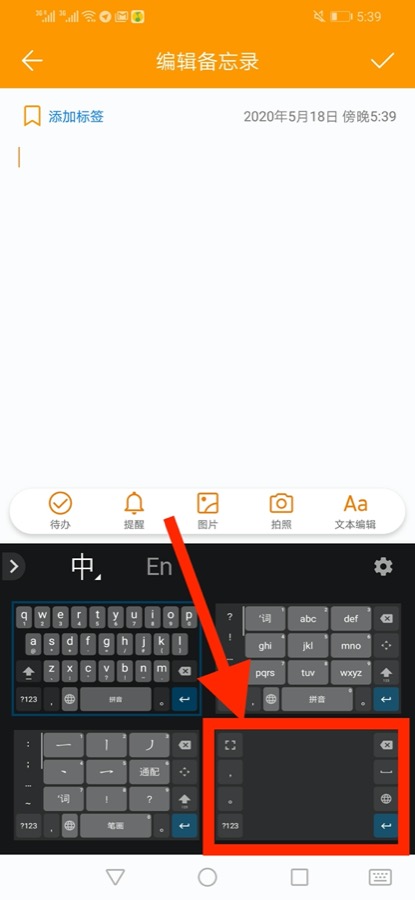 5:39
编辑备忘录
添加标签
2020年5月18日 傍晚5:39
待办
提醒
图片
拍照
Aa
文本编辑
中
En
q w e r t y u i o p
a s d f g h j k l
z x c v b n m
?123 , 拼音 。
? '词 abc def
! ghi jkl mno
pqrs tuv wxyz
, 拼音 。
: 一 丨 丿
; 丶 乛 通配
… '词 ! ?
~
?123 , 笔画 。
,
。
?123